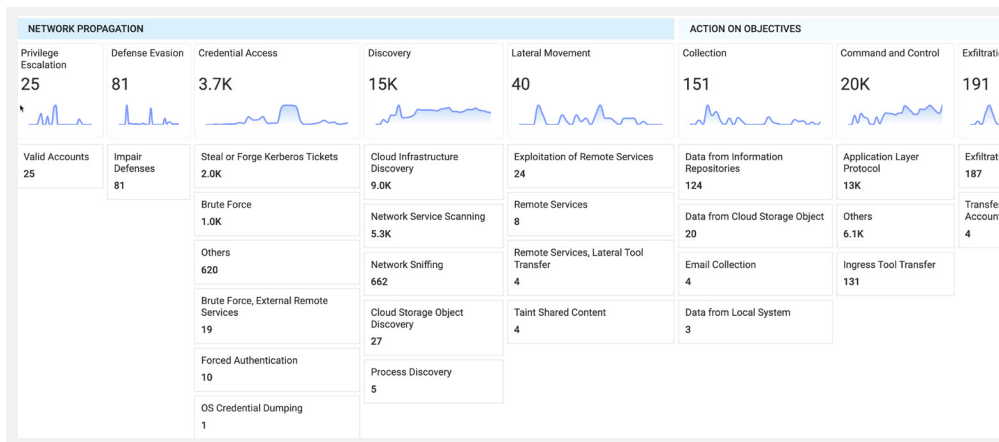 NETWORK PROPAGATION
ACTION ON OBJECTIVES
Privilege
Escalation
25
Defense Evasion
81
Credential Access
3.7K
Discovery
15K
Lateral Movement
40
Collection
151
Command and Control
20K
Exfiltrati
191
Valid Accounts
25
Impair
Defenses
81
Steal or Forge Kerberos Tickets
2.0K
Brute Force
1.0K
Others
620
Brute Force, External Remote
Services
19
Forced Authentication
10
OS Credential Dumping
1
Cloud Infrastructure
Discovery
9.0K
Network Service Scanning
5.3K
Network Sniffing
662
Cloud Storage Object
Discovery
27
Process Discovery
5
Exploitation of Remote Services
24
Remote Services
8
Remote Services, Lateral Tool
Transfer
4
Taint Shared Content
4
Data from Information
Repositories
124
Data from Cloud Storage Object
20
Email Collection
4
Data from Local System
3
Application Layer
Protocol
13K
Others
6.1K
Ingress Tool Transfer
131
Exfiltrat
187
Transfe
Accoun
4